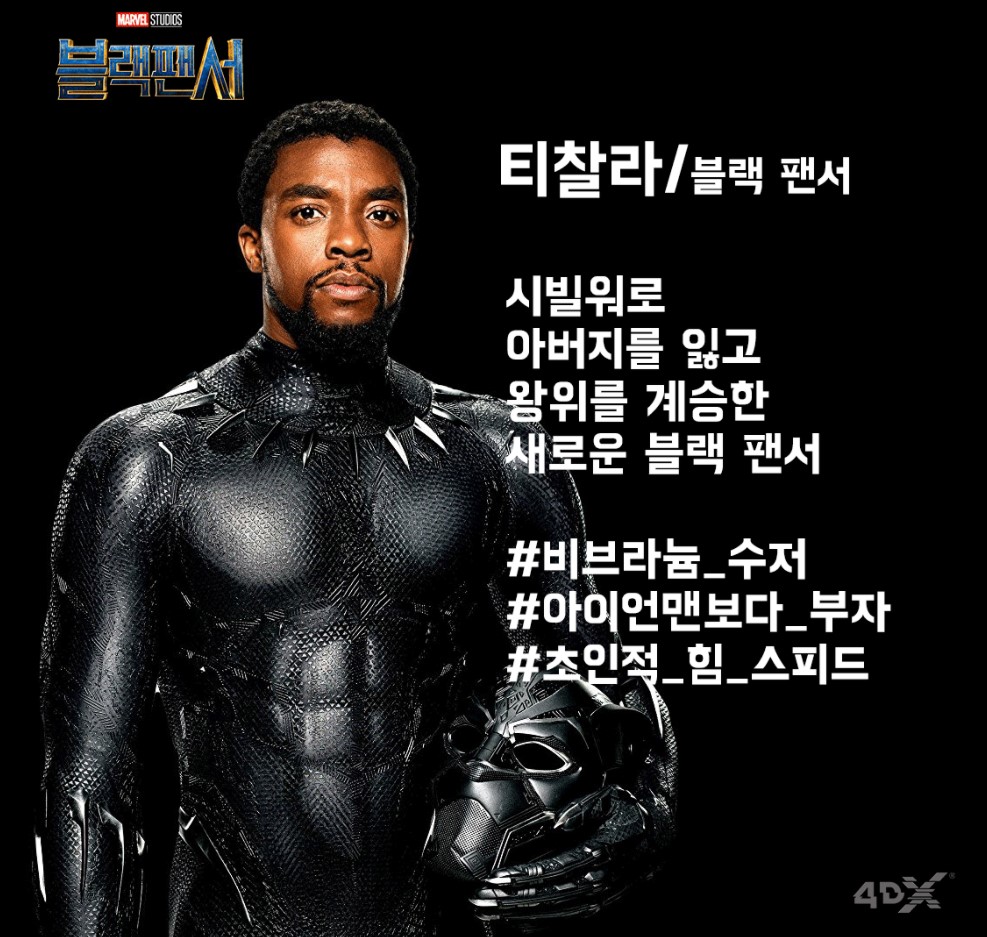 MARVEL STUDIOS
블랙팬서
티찰라/블랙 팬서
시빌워로
아버지를 잃고
왕위를 계승한
새로운 블랙 팬서
#비브라늄_수저
#아이언맨보다_부자
#초인적_힘_스피드
4DX